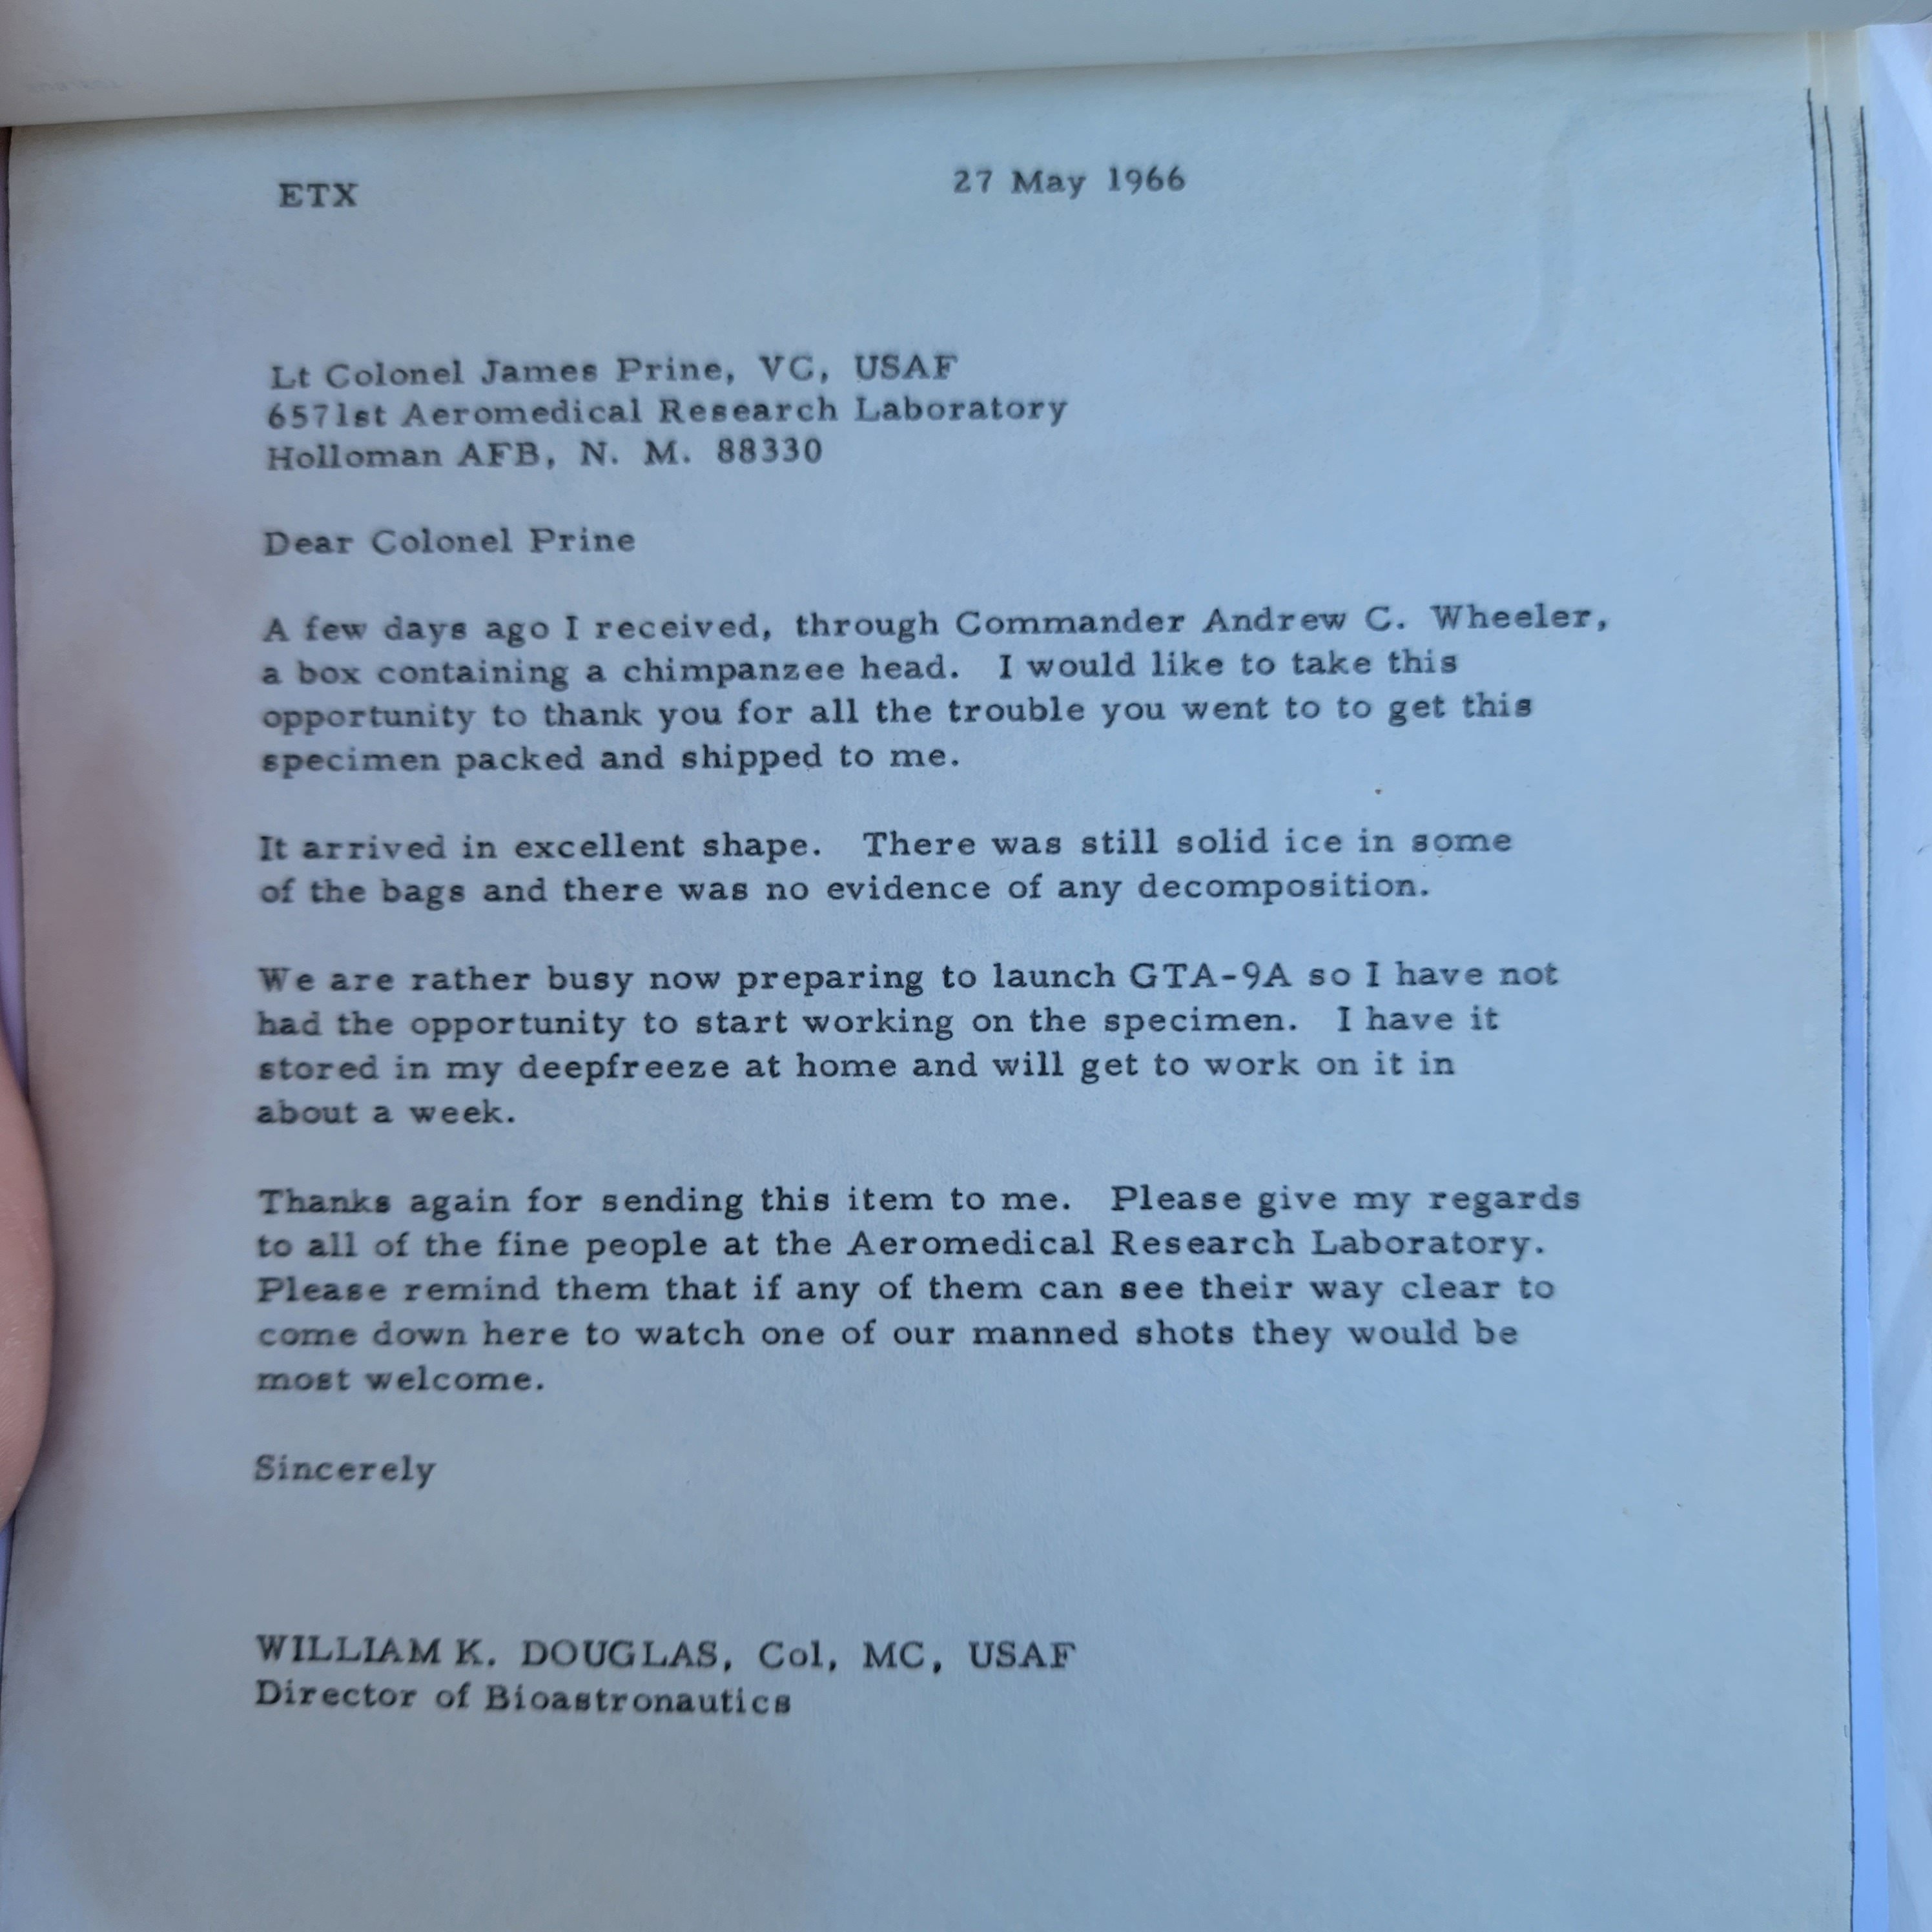 ETX 27 May 1966
Lt Colonel James Prine, VC, USAF
6571st Aeromedical Research Laboratory
Holloman AFB, N. M. 88330
Dear Colonel Prine
A few days ago I received, through Commander Andrew C. Wheeler,
a box containing a chimpanzee head. I would like to take this
opportunity to thank you for all the trouble you went to to get this
specimen packed and shipped to me.
It arrived in excellent shape. There was still solid ice in some
of the bags and there was no evidence of any decomposition.
We are rather busy now preparing to launch GTA-9A so I have not
had the opportunity to start working on the specimen. I have it
stored in my deepfreeze at home and will get to work on it in
about a week.
Thanks again for sending this item to me. Please give my regards
to all of the fine people at the Aeromedical Research Laboratory.
Please remind them that if any of them can see their way clear to
come down here to watch one of our manned shots they would be
most welcome.
Sincerely
WILLIAM K. DOUGLAS, Col, MC, USAF
Director of Bioastronautics